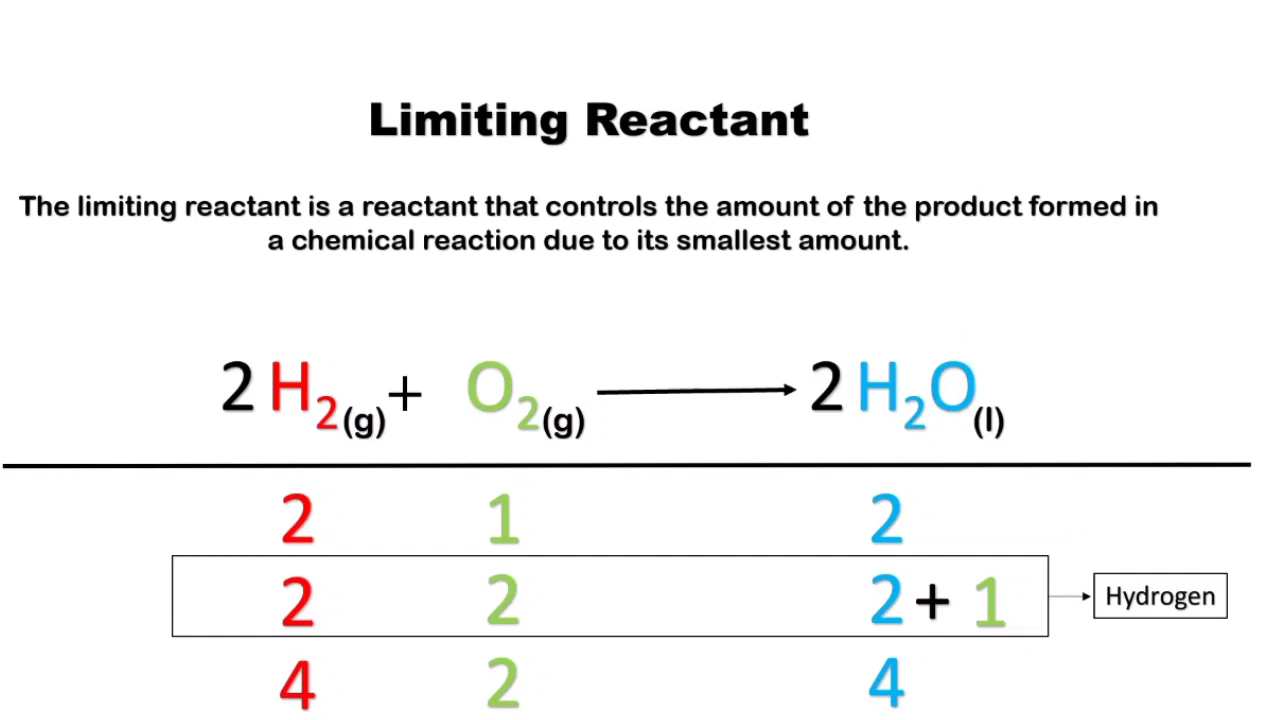 Limiting Reactant
The limiting reactant is a reactant that controls the amount of the product formed in
a chemical reaction due to its smallest amount.
2 H₂(g) + O₂(g) ⟶ 2 H₂O(l)
2 1 2
2 2 2 + 1 Hydrogen
4 2 4